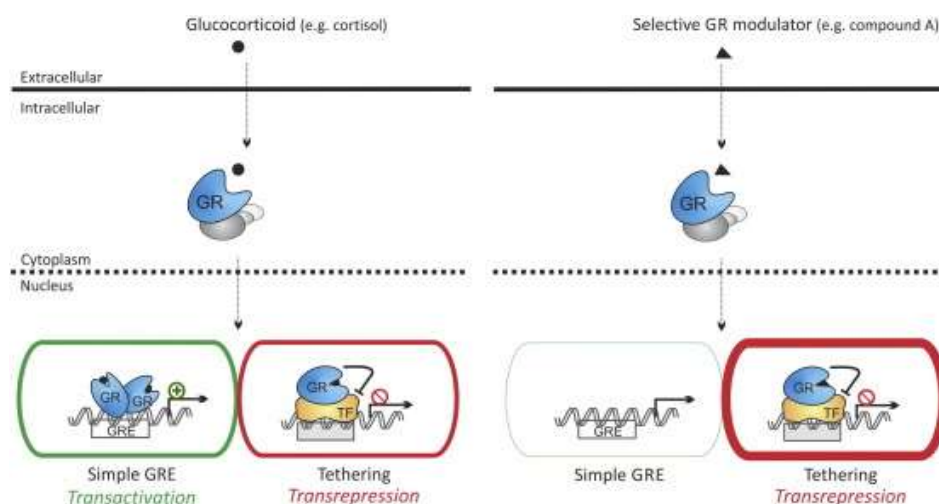 Glucocorticoid (e.g. cortisol)
Selective GR modulator (e.g. compound A)
Extracellular
Intracellular
GR
GR
Cytoplasm
Nucleus
GR
GR
GRE
GR
TF
GRE
GR
TF
Simple GRE
Transactivation
Tethering
Transrepression
Simple GRE
Tethering
Transrepression